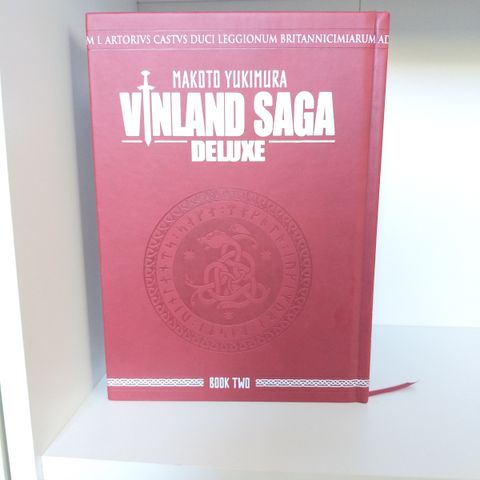 M L ARTORIVS CASTVS DUCI LEGGIONUM BRITANNICIMIARUM AD
MAKOTO YUKIMURA
VINLAND SAGA
DELUXE
BOOK TWO